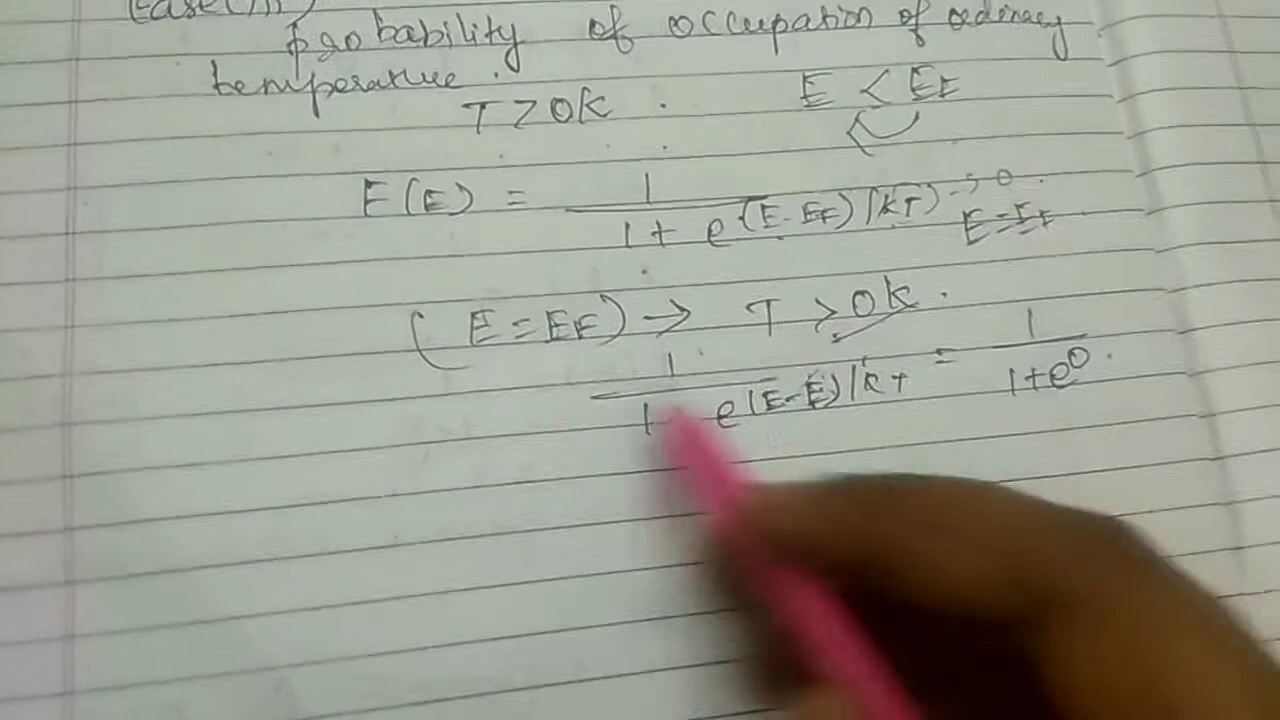 probability of occupation of ordinary
temperature.
T > 0K . E < EF
F(E) = 1 / 1 + e(E-EF)/KT) → 0.
E = EF
(E = EF) → T > 0K.
1 / 1 e(E-E)/KT = 1 / 1+e0.